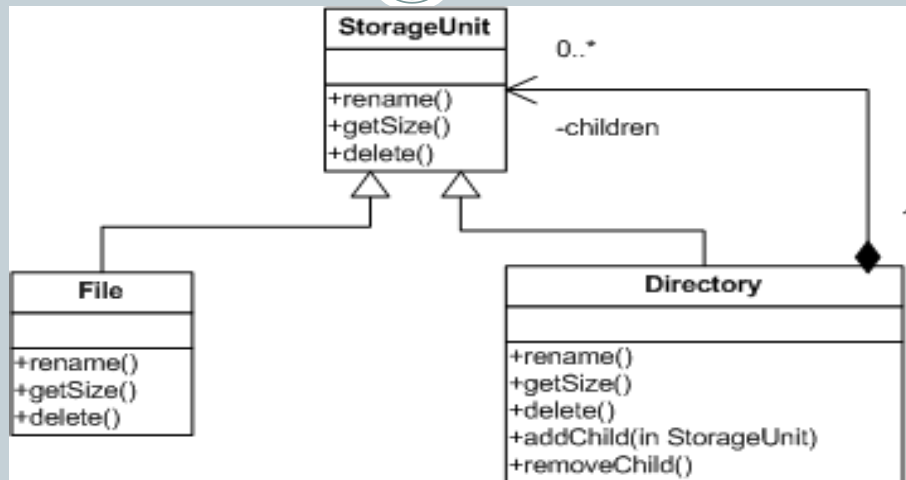 StorageUnit
+rename()
+getSize()
+delete()
0..*
-children
File
+rename()
+getSize()
+delete()
Directory
+rename()
+getSize()
+delete()
+addChild(in StorageUnit)
+removeChild()